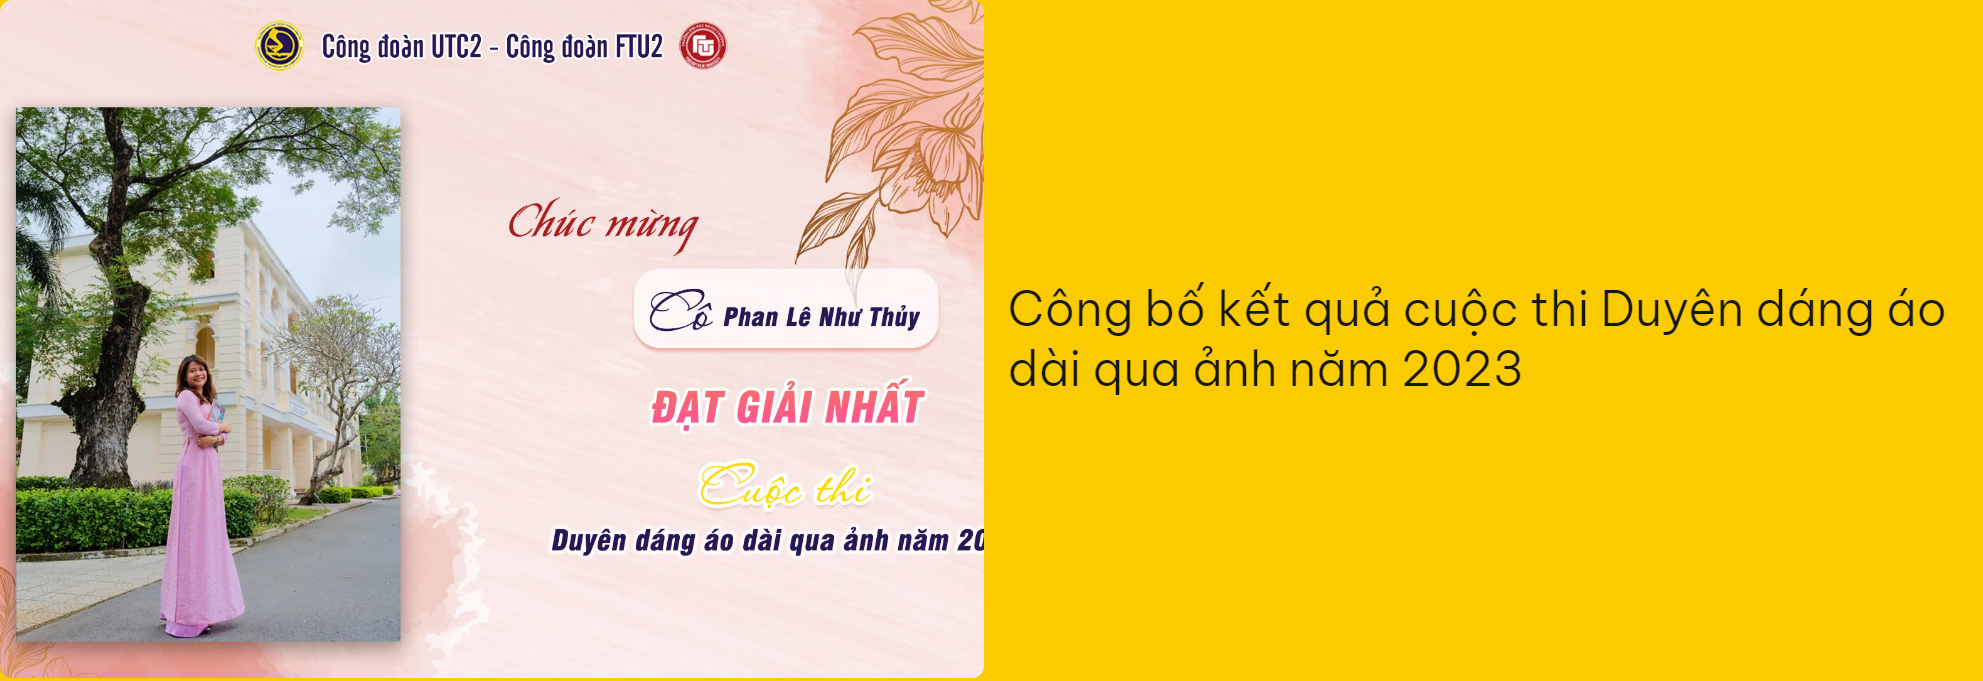 Công đoàn UTC2 - Công đoàn FTU2
Chúc mừng
Cô Phan Lê Như Thủy
ĐẠT GIẢI NHẤT
Cuộc thi
Duyên dáng áo dài qua ảnh năm 20
Công bố kết quả cuộc thi Duyên dáng áo
dài qua ảnh năm 2023